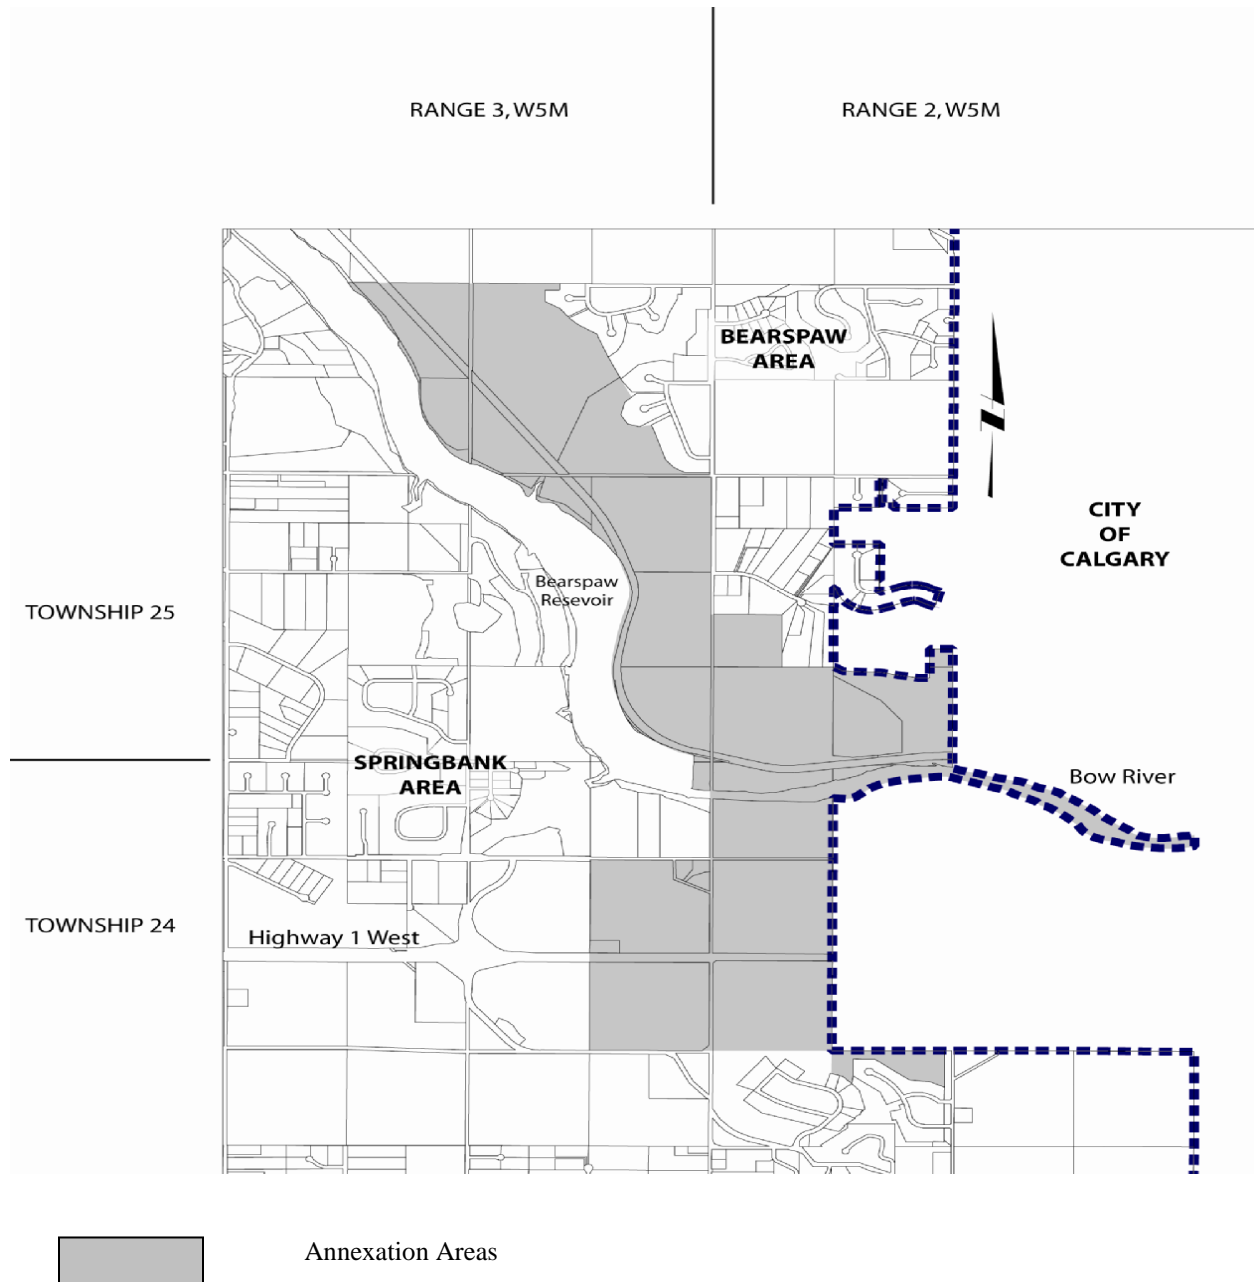 RANGE 3, W5M
RANGE 2, W5M
BEARSPAW
AREA
CITY
OF
CALGARY
Bearspaw
Resevoir
TOWNSHIP 25
SPRINGBANK
AREA
Bow River
TOWNSHIP 24
Highway 1 West
Annexation Areas